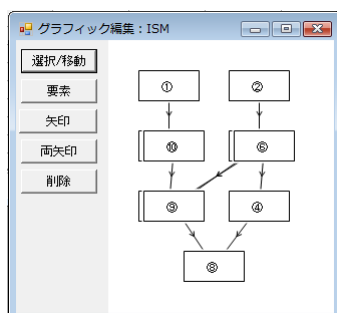 グラフィック編集：ISM
選択/移動
要素
矢印
両矢印
削除
① ②
⑩ ⑥
⑨ ④
⑧